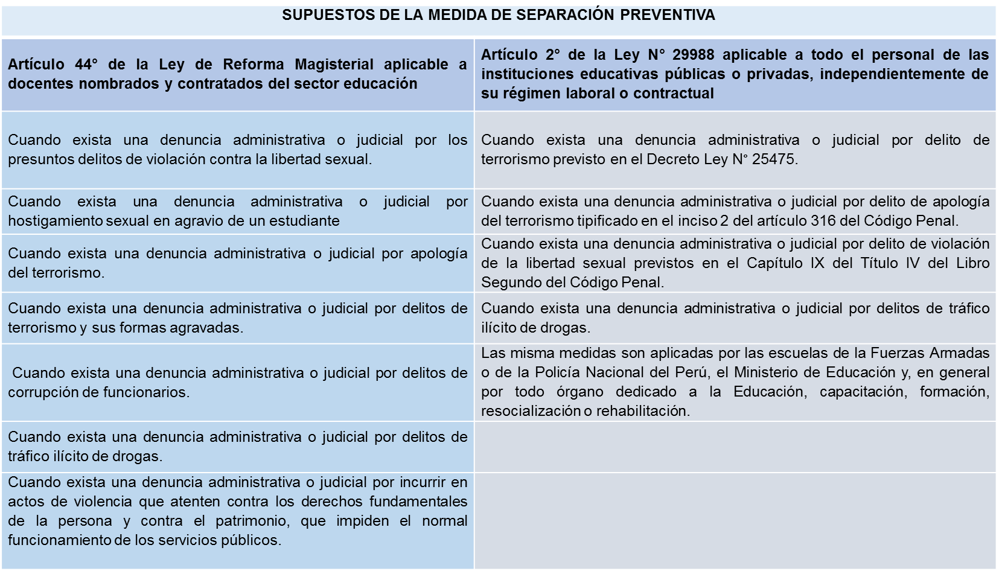 SUPUESTOS DE LA MEDIDA DE SEPARACIÓN PREVENTIVA
Artículo 44° de la Ley de Reforma Magisterial aplicable a
docentes nombrados y contratados del sector educación
Artículo 2° de la Ley N° 29988 aplicable a todo el personal de las
instituciones educativas públicas o privadas, independientemente de
su régimen laboral o contractual
Cuando exista una denuncia administrativa o judicial por los
presuntos delitos de violación contra la libertad sexual.
Cuando exista una denuncia administrativa o judicial por delito de
terrorismo previsto en el Decreto Ley N° 25475.
Cuando exista una denuncia administrativa o judicial por
hostigamiento sexual en agravio de un estudiante
Cuando exista una denuncia administrativa o judicial por delito de apología
del terrorismo tipificado en el inciso 2 del artículo 316 del Código Penal.
Cuando exista una denuncia administrativa o judicial por apología
del terrorismo.
Cuando exista una denuncia administrativa o judicial por delito de violación
de la libertad sexual previstos en el Capítulo IX del Título IV del Libro
Segundo del Código Penal.
Cuando exista una denuncia administrativa o judicial por delitos de
terrorismo y sus formas agravadas.
Cuando exista una denuncia administrativa o judicial por delitos de tráfico
ilícito de drogas.
Cuando exista una denuncia administrativa o judicial por delitos de
corrupción de funcionarios.
Las misma medidas son aplicadas por las escuelas de la Fuerzas Armadas
o de la Policía Nacional del Perú, el Ministerio de Educación y, en general
por todo órgano dedicado a la Educación, capacitación, formación,
resocialización o rehabilitación.
Cuando exista una denuncia administrativa o judicial por delitos de
tráfico ilícito de drogas.
Cuando exista una denuncia administrativa o judicial por incurrir en
actos de violencia que atenten contra los derechos fundamentales
de la persona y contra el patrimonio, que impiden el normal
funcionamiento de los servicios públicos.